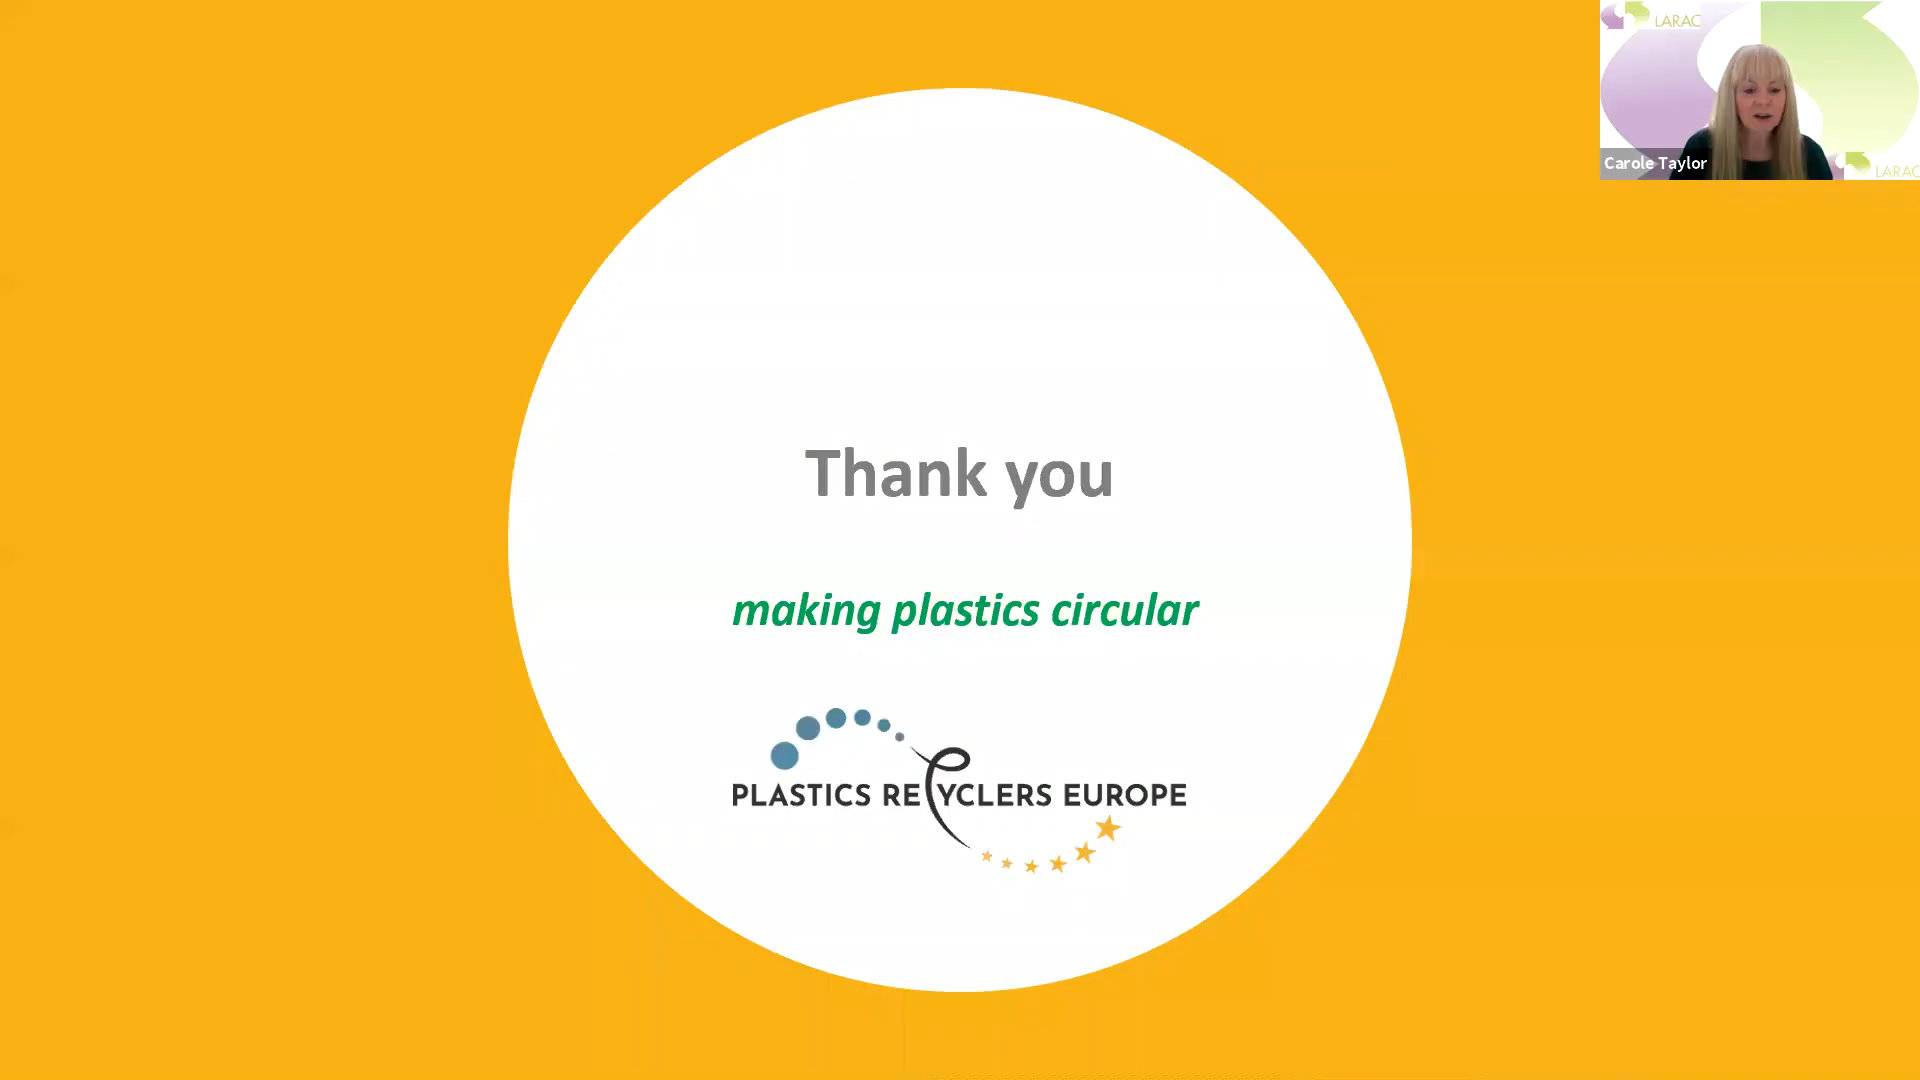 LARAC
Carole Taylor
LARAC
Thank you
making plastics circular
PLASTICS RECYCLERS EUROPE